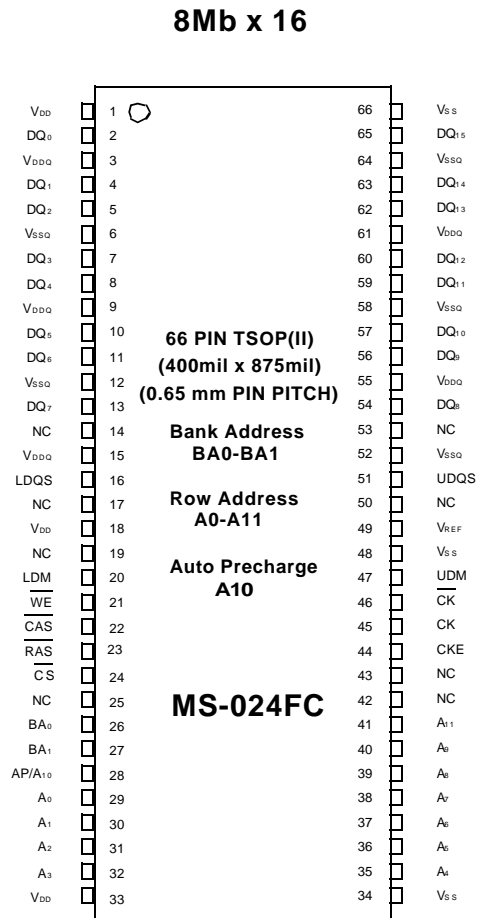 8Mb x 16
VDD 1 66 VSS
DQ0 2 65 DQ15
VDDQ 3 64 VSSQ
DQ1 4 63 DQ14
DQ2 5 62 DQ13
VSSQ 6 61 VDDQ
DQ3 7 60 DQ12
DQ4 8 59 DQ11
VDDQ 9 58 VSSQ
DQ5 10 57 DQ10
66 PIN TSOP(II)
DQ6 11 56 DQ9
(400mil x 875mil)
VSSQ 12 55 VDDQ
(0.65 mm PIN PITCH)
DQ7 13 54 DQ8
NC 14 53 NC
Bank Address
VDDQ 15 52 VSSQ
BA0-BA1
LDQS 16 51 UDQS
NC 17 50 NC
Row Address
VDD 18 49 VREF
A0-A11
NC 19 48 VSS
LDM 20 47 UDM
Auto Precharge
WE 21 46 CK
A10
CAS 22 45 CK
RAS 23 44 CKE
CS 24 43 NC
NC 25 42 NC
MS-024FC
BA0 26 41 A11
BA1 27 40 A9
AP/A10 28 39 A8
A0 29 38 A7
A1 30 37 A6
A2 31 36 A5
A3 32 35 A4
VDD 33 34 VSS